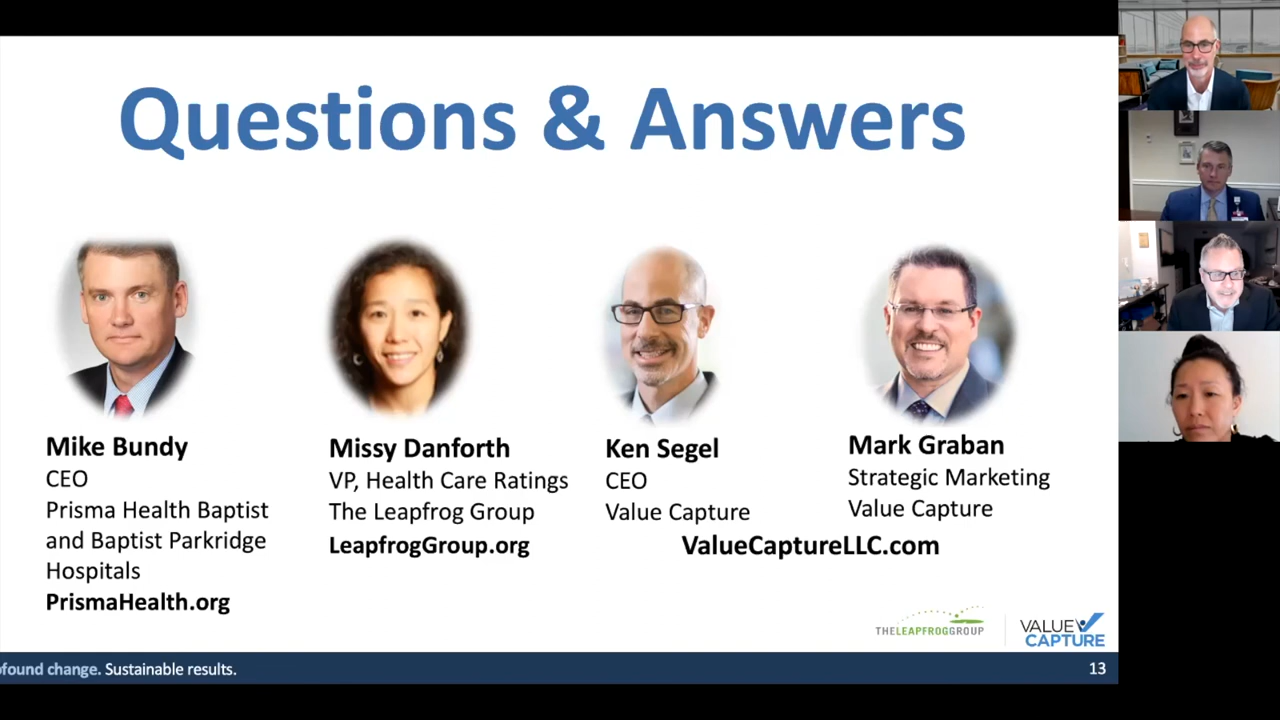 Questions & Answers
Mike Bundy
CEO
Prisma Health Baptist
and Baptist Parkridge
Hospitals
PrismaHealth.org
Missy Danforth
VP, Health Care Ratings
The Leapfrog Group
LeapfrogGroup.org
Ken Segel
CEO
Value Capture
Mark Graban
Strategic Marketing
Value Capture
ValueCaptureLLC.com
THELEAPFROGGROUP
VALUE
CAPTURE
ofound change. Sustainable results.
13